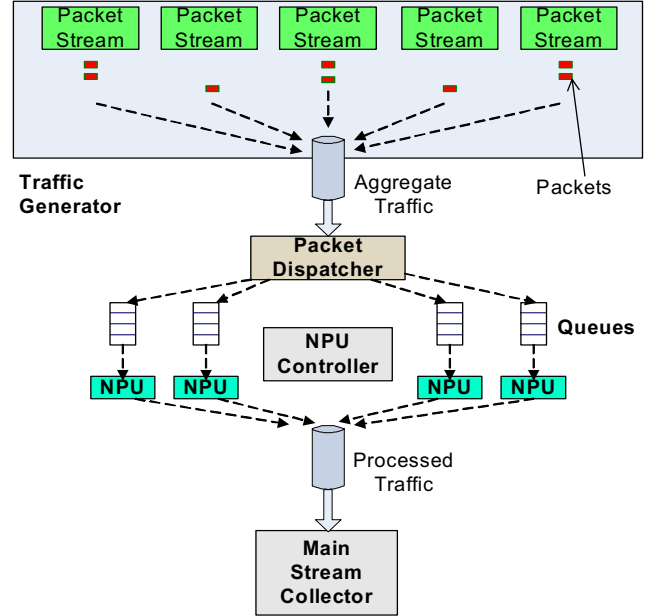 Packet Stream
Packet Stream
Packet Stream
Packet Stream
Packet Stream
Traffic
Generator
Aggregate
Traffic
Packets
Packet
Dispatcher
Queues
NPU
Controller
NPU
NPU
NPU
NPU
Processed
Traffic
Main
Stream
Collector